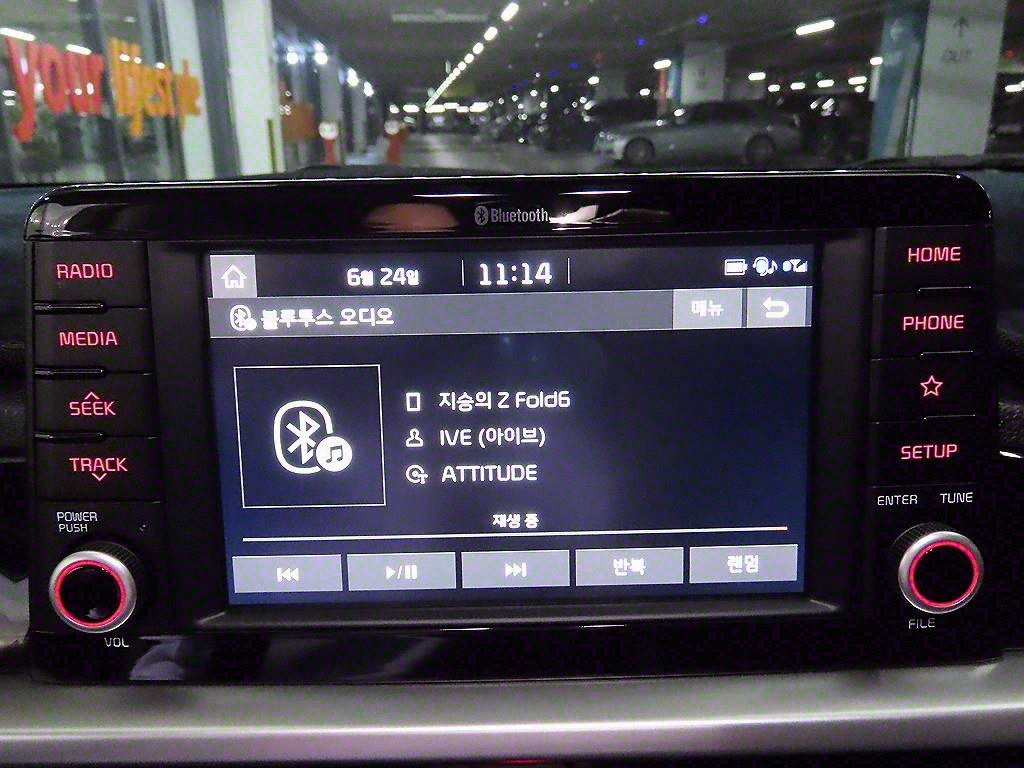 your lifestyle
OUT
Bluetooth
RADIO
MEDIA
SEEK
TRACK
POWER
PUSH
VOL
6월 24일
11:14
블루투스 오디오
메뉴
지승의 Z Fold6
IVE (아이브)
ATTITUDE
재생 중
반복
랜덤
HOME
PHONE
SETUP
ENTER
TUNE
FILE